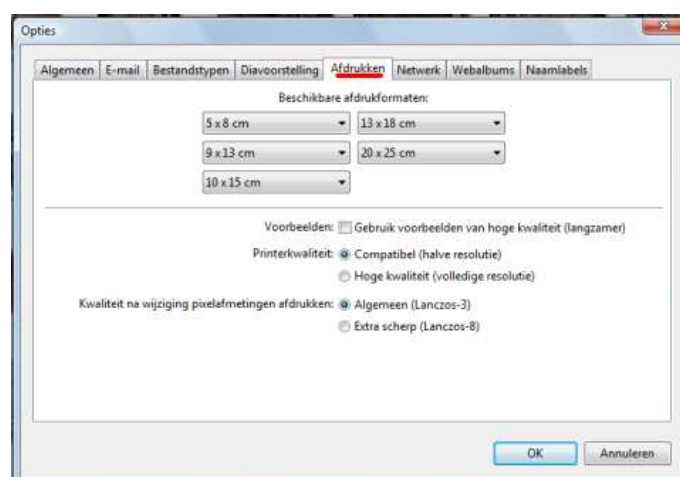 Opties
Algemeen E-mail Bestandstypen Diavoorstelling Afdrukken Netwerk Webalbums Naamlabels
Beschikbare afdrukformaten:
5 x 8 cm 13 x 18 cm
9 x 13 cm 20 x 25 cm
10 x 15 cm
Voorbeelden: Gebruik voorbeelden van hoge kwaliteit (langzamer)
Printerkwaliteit: Compatibel (halve resolutie)
Hoge kwaliteit (volledige resolutie)
Kwaliteit na wijziging pixelafmetingen afdrukken: Algemeen (Lanczos-3)
Extra scherp (Lanczos-8)
OK Annuleren